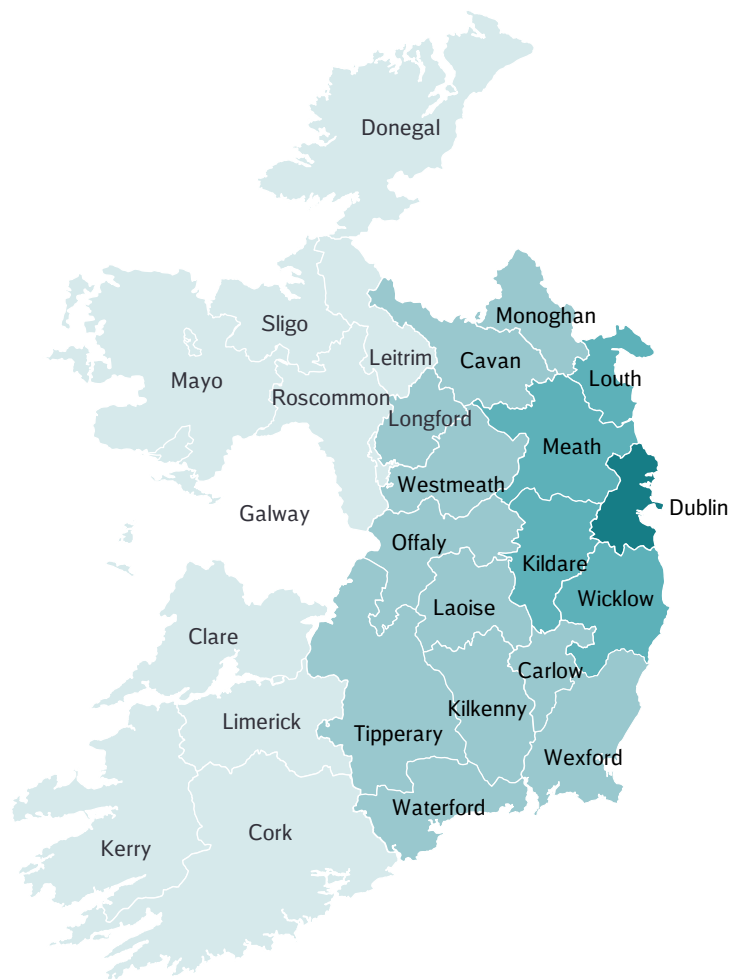 Donegal
Monoghan
Sligo
Leitrim
Cavan
Louth
Mayo
Roscommon
Longford
Meath
Westmeath
Galway
Dublin
Offaly
Kildare
Laoise
Wicklow
Clare
Carlow
Limerick
Kilkenny
Tipperary
Wexford
Waterford
Kerry
Cork